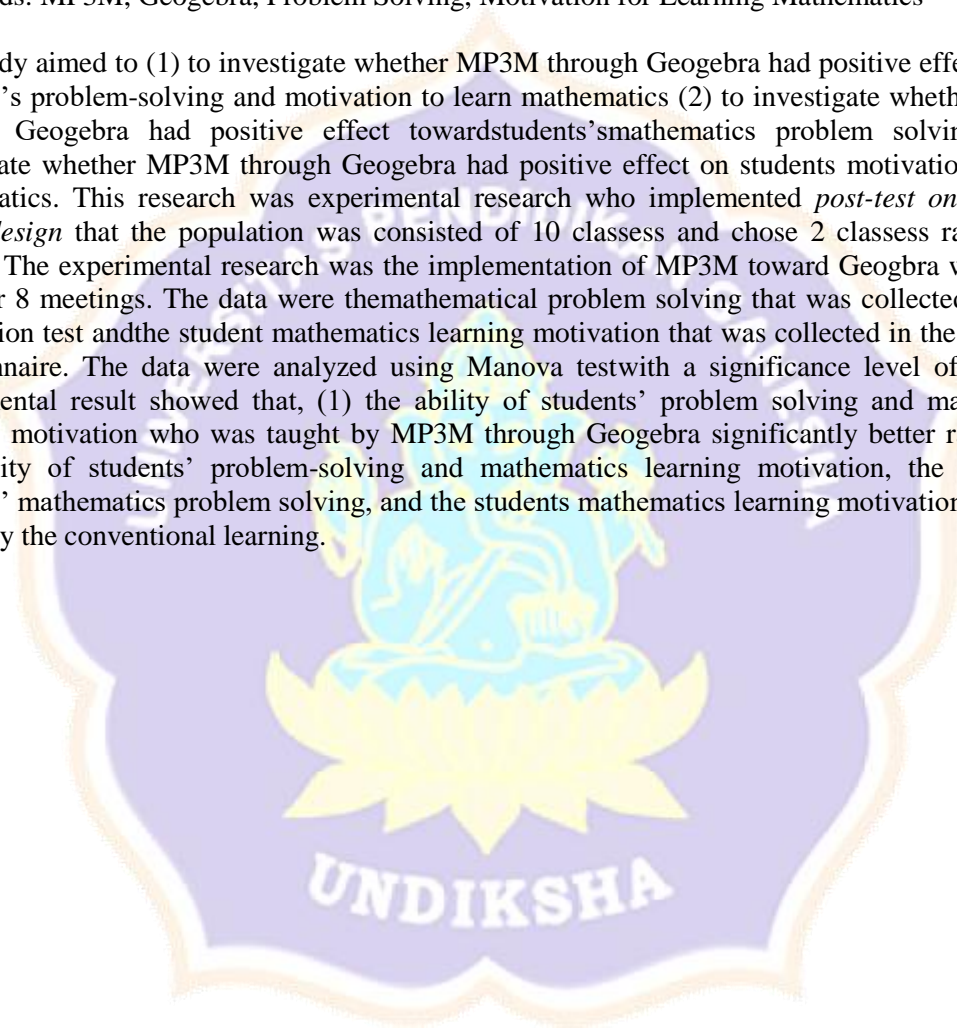 ds: MP3M, Geogebra, Problem Solving, Motivation for Learning Mathematics
dy aimed to (1) to investigate whether MP3M through Geogebra had positive effe
's problem-solving and motivation to learn mathematics (2) to investigate wheth
Geogebra had positive effect towardstudents'smathematics problem solvin
ate whether MP3M through Geogebra had positive effect on students motivatio
atics. This research was experimental research who implemented post-test on
design that the population was consisted of 10 classess and chose 2 classess ra
The experimental research was the implementation of MP3M toward Geogbra w
r 8 meetings. The data were themathematical problem solving that was collected
ion test andthe student mathematics learning motivation that was collected in the
nnaire. The data were analyzed using Manova testwith a significance level of
ental result showed that, (1) the ability of students' problem solving and ma
motivation who was taught by MP3M through Geogebra significantly better r
ity of students' problem-solving and mathematics learning motivation, the
' mathematics problem solving, and the students mathematics learning motivation
y the conventional learning.
UNIVERSITAS PENDIDIKAN GANESHA
UNDIKSHA